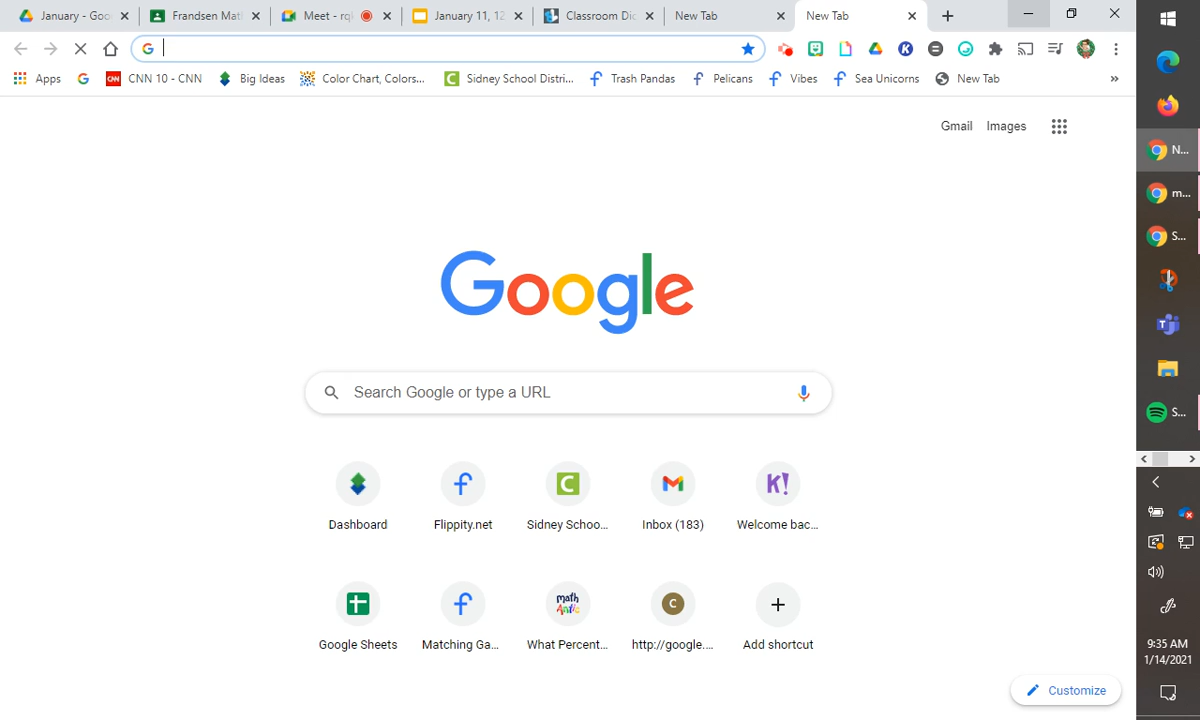 January - Goo
Frandsen Mat
Meet - rqk
January 11, 12
Classroom Dic
New Tab
New Tab
Apps
CNN 10 - CNN
Big Ideas
Color Chart, Colors...
Sidney School Distri...
Trash Pandas
Pelicans
Vibes
Sea Unicorns
New Tab
Gmail Images
Google
Search Google or type a URL
Dashboard
Flippity.net
Sidney Schoo...
Inbox (183)
Welcome bac...
Google Sheets
Matching Ga...
What Percent...
http://google....
Add shortcut
Customize
N...
m...
S...
S...
9:35 AM
1/14/2021